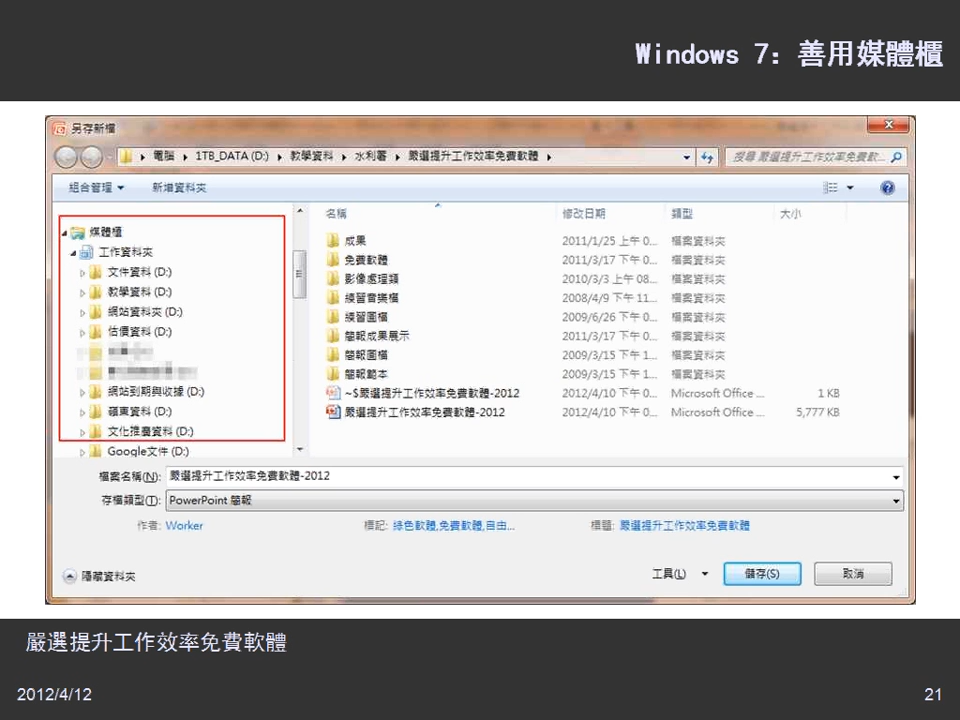 Windows 7：善用媒體櫃
另存新檔
電腦 ▸ 1TB_DATA (D:) ▸ 教學資料 ▸ 水利署 ▸ 嚴選提升工作效率免費軟體 ▸
搜尋 嚴選提升工作效率免費軟...
組合管理 ▼ 新增資料夾
名稱 修改日期 類型 大小
媒體櫃
工作資料夾
文件資料 (D:)
教學資料 (D:)
網站資料夾 (D:)
估價資料 (D:)
網站到期與收據 (D:)
嶺東資料 (D:)
文化推廣資料 (D:)
Google文件 (D:)
成果 2011/1/25 上午 0... 檔案資料夾
免費軟體 2011/3/17 下午 0... 檔案資料夾
影像處理類 2010/3/3 上午 08... 檔案資料夾
練習音樂檔 2008/4/9 下午 11... 檔案資料夾
練習圖檔 2009/6/26 下午 0... 檔案資料夾
簡報成果展示 2011/3/17 下午 0... 檔案資料夾
簡報圖檔 2009/3/15 下午 1... 檔案資料夾
簡報範本 2009/3/15 下午 1... 檔案資料夾
~$嚴選提升工作效率免費軟體-2012 2012/4/10 下午 0... Microsoft Office ... 1 KB
嚴選提升工作效率免費軟體-2012 2012/4/10 下午 0... Microsoft Office ... 5,777 KB
檔案名稱(N): 嚴選提升工作效率免費軟體-2012
存檔類型(T): PowerPoint 簡報
作者: Worker 標記: 綠色軟體,免費軟體,自由... 標題: 嚴選提升工作效率免費軟體
隱藏資料夾 工具(L) ▼ 儲存(S) 取消
嚴選提升工作效率免費軟體
2012/4/12 21